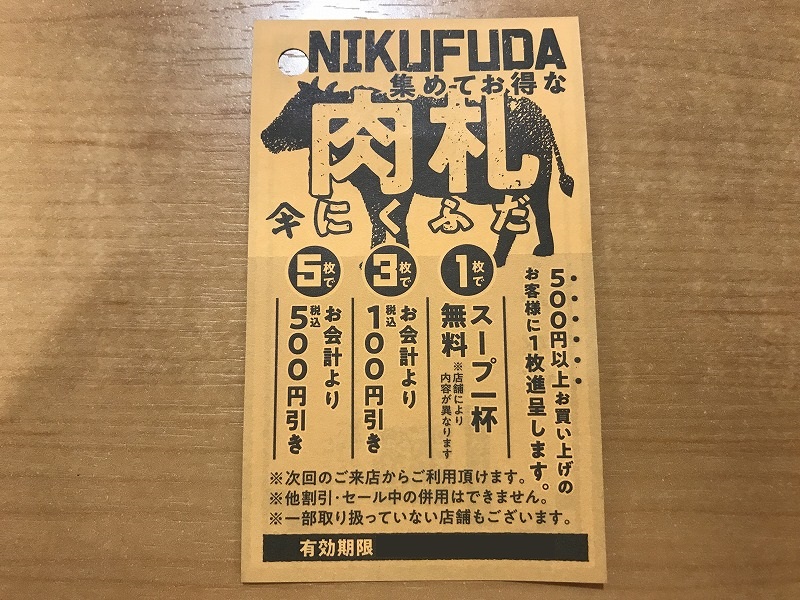 NIKUFUDA
集めてお得な
肉札
にくふだ
500円以上お買い上げの
お客様に1枚進呈します。
1枚で
スープ一杯
無料
※店舗により
内容が異なります
3枚で
お会計より
税込100円引き
5枚で
お会計より
税込500円引き
※次回のご来店からご利用頂けます。
※他割引・セール中の併用はできません。
※一部取り扱っていない店舗もございます。
有効期限